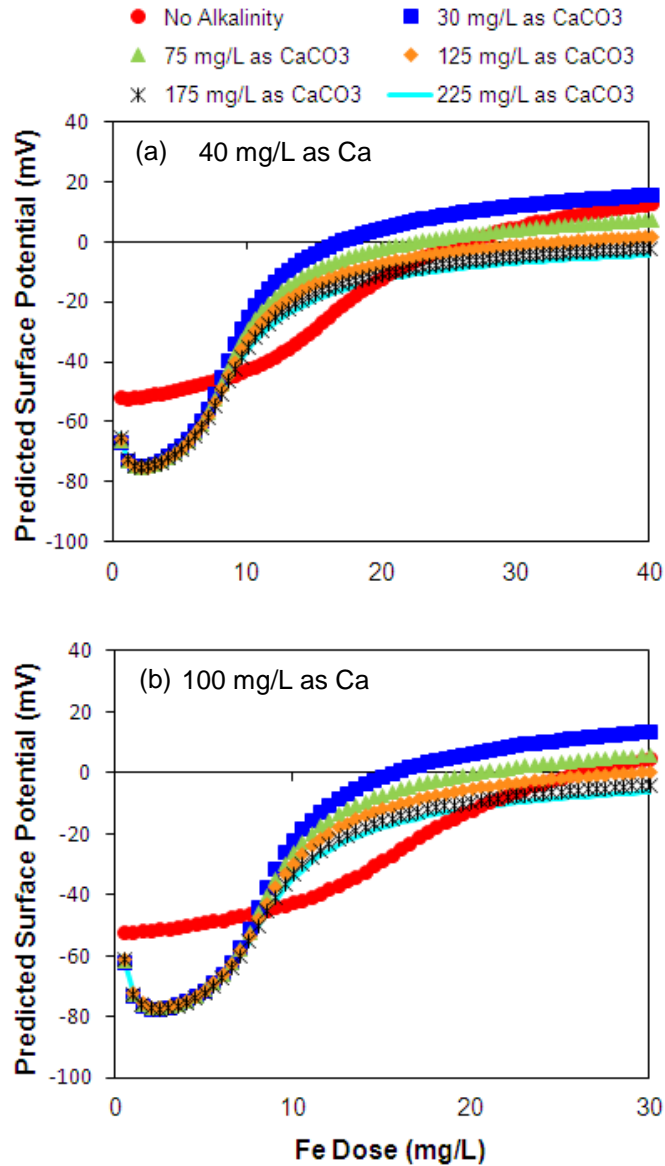 No Alkalinity 30 mg/L as CaCO3
75 mg/L as CaCO3 125 mg/L as CaCO3
175 mg/L as CaCO3 225 mg/L as CaCO3
(a) 40 mg/L as Ca
Predicted Surface Potential (mV)
40
20
0
-20
-40
-60
-80
-100
0 10 20 30 40
(b) 100 mg/L as Ca
Predicted Surface Potential (mV)
40
20
0
-20
-40
-60
-80
-100
0 10 20 30
Fe Dose (mg/L)